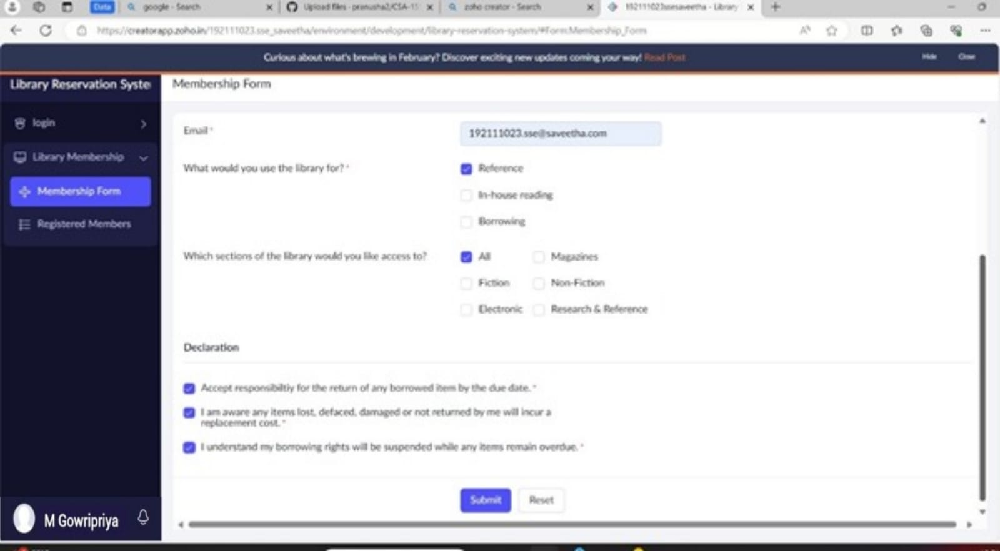 Data
google - Search
Upload files · pranusha2/CSA-15
zoho creator - Search
192111023ssesaveetha - Library
https://creatorapp.zoho.in/192111023.sse_saveetha/environment/development/library-reservation-system/#Form:Membership_Form
Curious about what's brewing in February? Discover exciting new updates coming your way! Read Post
Hide
Close
Library Reservation Syste
Membership Form
login
Library Membership
Membership Form
Registered Members
Email *
192111023.sse@saveetha.com
What would you use the library for? *
Reference
In-house reading
Borrowing
Which sections of the library would you like access to?
All Magazines
Fiction Non-Fiction
Electronic Research & Reference
Declaration
Accept responsibiltiy for the return of any borrowed item by the due date. *
I am aware any items lost, defaced, damaged or not returned by me will incur a
replacement cost. *
I understand my borrowing rights will be suspended while any items remain overdue. *
Submit Reset
M Gowripriya